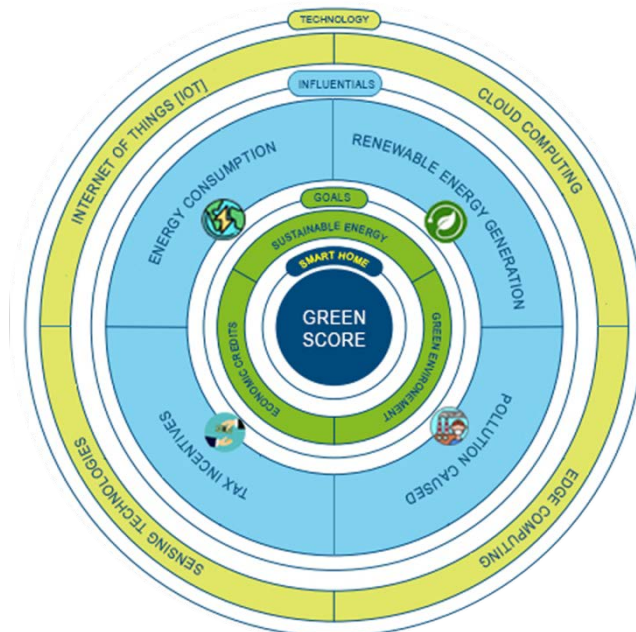 TECHNOLOGY
INTERNET OF THINGS [IOT]
CLOUD COMPUTING
INFLUENTIALS
ENERGY CONSUMPTION
RENEWABLE ENERGY GENERATION
GOALS
SUSTAINABLE ENERGY
SMART HOME
GREEN
SCORE
ECONOMIC CREDITS
GREEN ENVIRONEMENT
TAX INCENTIVES
POLLUTION CAUSED
SENSING TECHNOLOGIES
EDGE COMPUTING